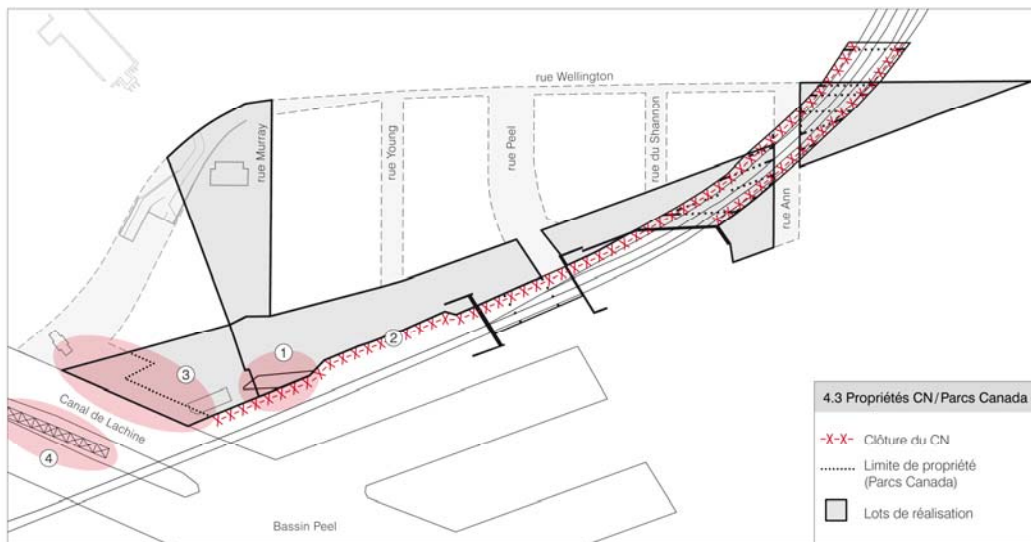 rue Wellington
rue Murray
rue Young
rue Peel
rue du Shannon
rue Ann
1
2
3
Canal de Lachine
4
Bassin Peel
4.3 Propriétés CN/Parcs Canada
Clôture du CN
Limite de propriété
(Parcs Canada)
Lots de réalisation